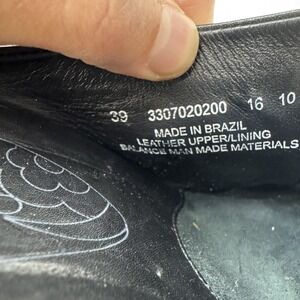 39 3307020200 16 10
MADE IN BRAZIL
LEATHER UPPER/LINING
BALANCE MAN MADE MATERIALS